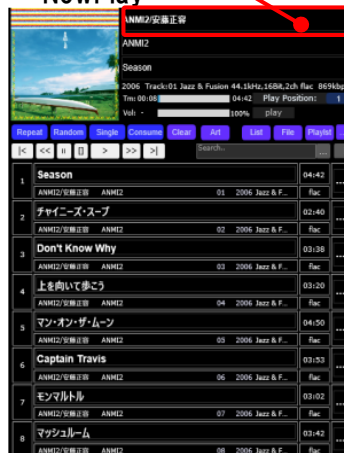 NowPlay
ANMI2/安藤正容
ANMI2
Season
2006 Track:01 Jazz & Fusion 44.1kHz,16Bit,2ch flac 869kbp
Tm: 00:08 04:42 Play Position: 1
Vol: - 100% play
Repeat Random Single Consume Clear Art List File Playlist ...
|< << II [] > >> >| Search.. ...
1 Season 04:42
ANMI2/安藤正容 ANMI2 01 2006 Jazz & F... flac ...
2 チャイニーズ・スープ 02:40
ANMI2/安藤正容 ANMI2 02 2006 Jazz & F... flac ...
3 Don't Know Why 03:38
ANMI2/安藤正容 ANMI2 03 2006 Jazz & F... flac ...
4 上を向いて歩こう 03:20
ANMI2/安藤正容 ANMI2 04 2006 Jazz & F... flac ...
5 マン・オン・ザ・ムーン 04:50
ANMI2/安藤正容 ANMI2 05 2006 Jazz & F... flac ...
6 Captain Travis 03:53
ANMI2/安藤正容 ANMI2 06 2006 Jazz & F... flac ...
7 モンマルトル 03:02
ANMI2/安藤正容 ANMI2 07 2006 Jazz & F... flac ...
8 マッシュルーム 03:42
ANMI2/安藤正容 ANMI2 08 2006 Jazz & F... flac